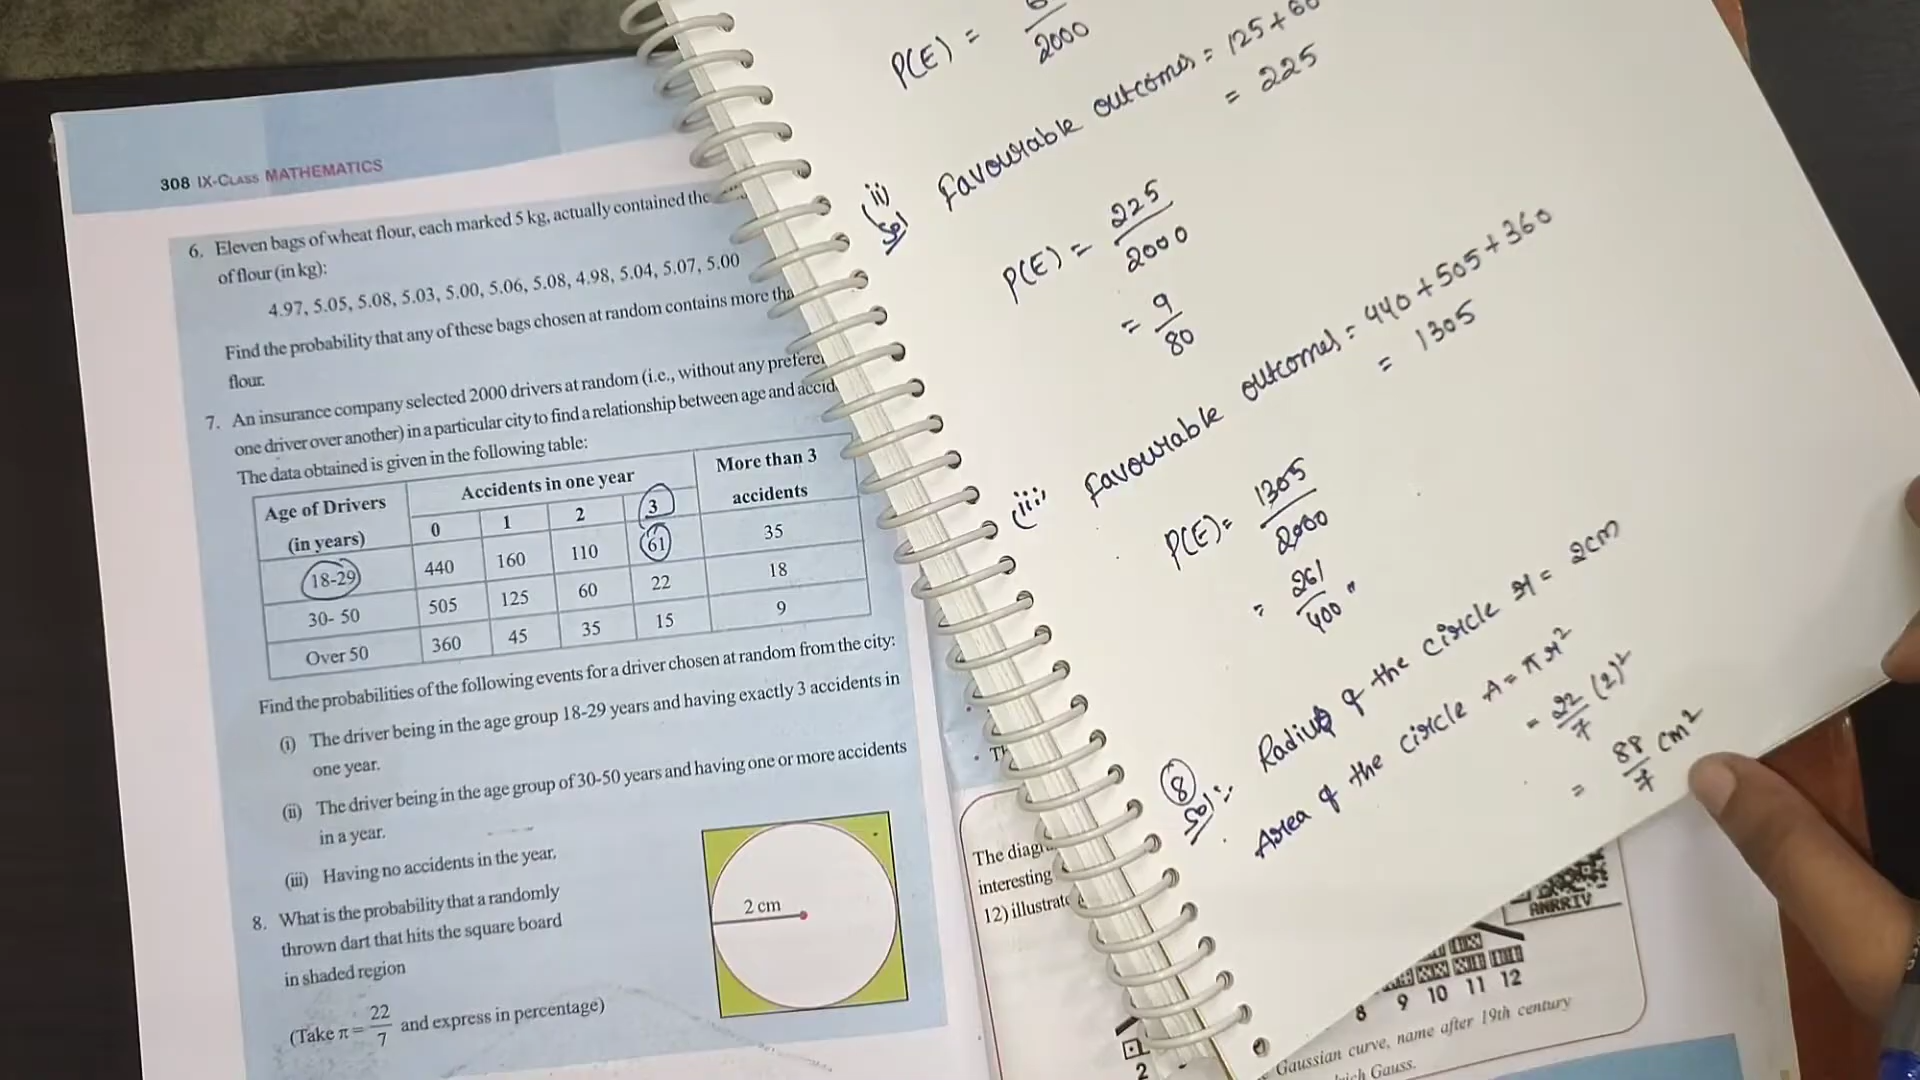 308 IX-CLASS MATHEMATICS
6. Eleven bags of wheat flour, each marked 5 kg, actually contained the
of flour (in kg):
4.97, 5.05, 5.08, 5.03, 5.00, 5.06, 5.08, 4.98, 5.04, 5.07, 5.00
Find the probability that any of these bags chosen at random contains more tha
flour.
7. An insurance company selected 2000 drivers at random (i.e., without any prefere
one driver over another) in a particular city to find a relationship between age and accid
The data obtained is given in the following table:
Age of Drivers (in years) Accidents in one year More than 3 accidents
0 1 2 3
18-29 440 160 110 61 35
30- 50 505 125 60 22 18
Over 50 360 45 35 15 9
Find the probabilities of the following events for a driver chosen at random from the city:
(i) The driver being in the age group 18-29 years and having exactly 3 accidents in
one year.
(ii) The driver being in the age group of 30-50 years and having one or more accidents
in a year.
(iii) Having no accidents in the year.
8. What is the probability that a randomly
thrown dart that hits the square board
in shaded region
(Take π = 22/7 and express in percentage)
2 cm
P(E) = /2000
(ii) Sol Favourable outcomes = 125 + 60
= 225
P(E) = 225/2000
= 9/80
(iii) Favourable outcomes = 440 + 505 + 360
= 1305
P(E) = 1305/2000
= 261/400
8 Sol:- Radius of the circle r = 2cm
Area of the circle A = πr²
= 22/7 (2)²
= 88/7 cm²
The diagr
interesting
12) illustrate
ANRRIV
8 9 10 11 12
2
Gaussian curve, name after 19th century
Gauss.